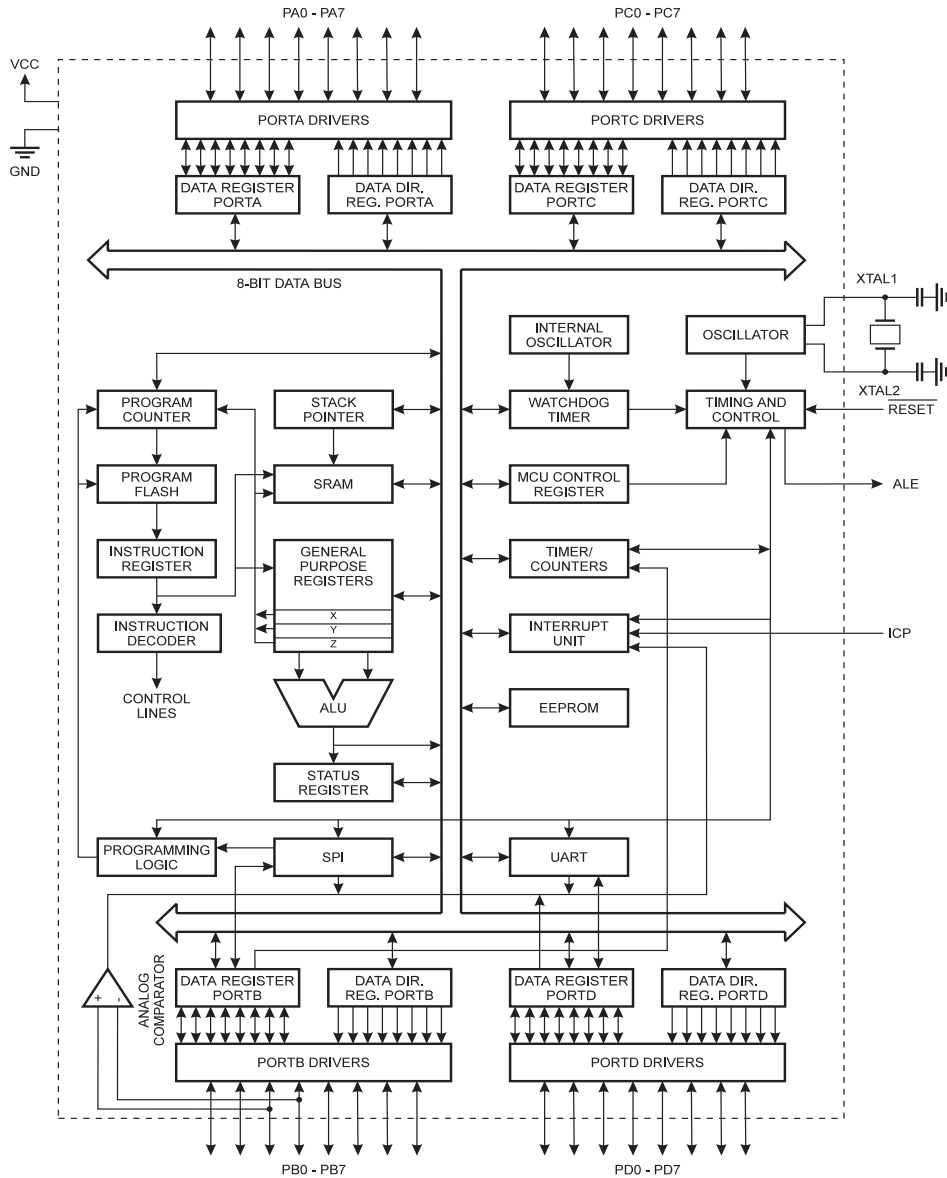 PA0 - PA7
PC0 - PC7
VCC
GND
PORTA DRIVERS
PORTC DRIVERS
DATA REGISTER
PORTA
DATA DIR.
REG. PORTA
DATA REGISTER
PORTC
DATA DIR.
REG. PORTC
8-BIT DATA BUS
XTAL1
INTERNAL
OSCILLATOR
OSCILLATOR
XTAL2
PROGRAM
COUNTER
STACK
POINTER
WATCHDOG
TIMER
TIMING AND
CONTROL
RESET
PROGRAM
FLASH
SRAM
MCU CONTROL
REGISTER
ALE
INSTRUCTION
REGISTER
GENERAL
PURPOSE
REGISTERS
X
Y
Z
TIMER/
COUNTERS
INSTRUCTION
DECODER
INTERRUPT
UNIT
ICP
CONTROL
LINES
ALU
EEPROM
STATUS
REGISTER
PROGRAMMING
LOGIC
SPI
UART
ANALOG
COMPARATOR
+
-
DATA REGISTER
PORTB
DATA DIR.
REG. PORTB
DATA REGISTER
PORTD
DATA DIR.
REG. PORTD
PORTB DRIVERS
PORTD DRIVERS
PB0 - PB7
PD0 - PD7